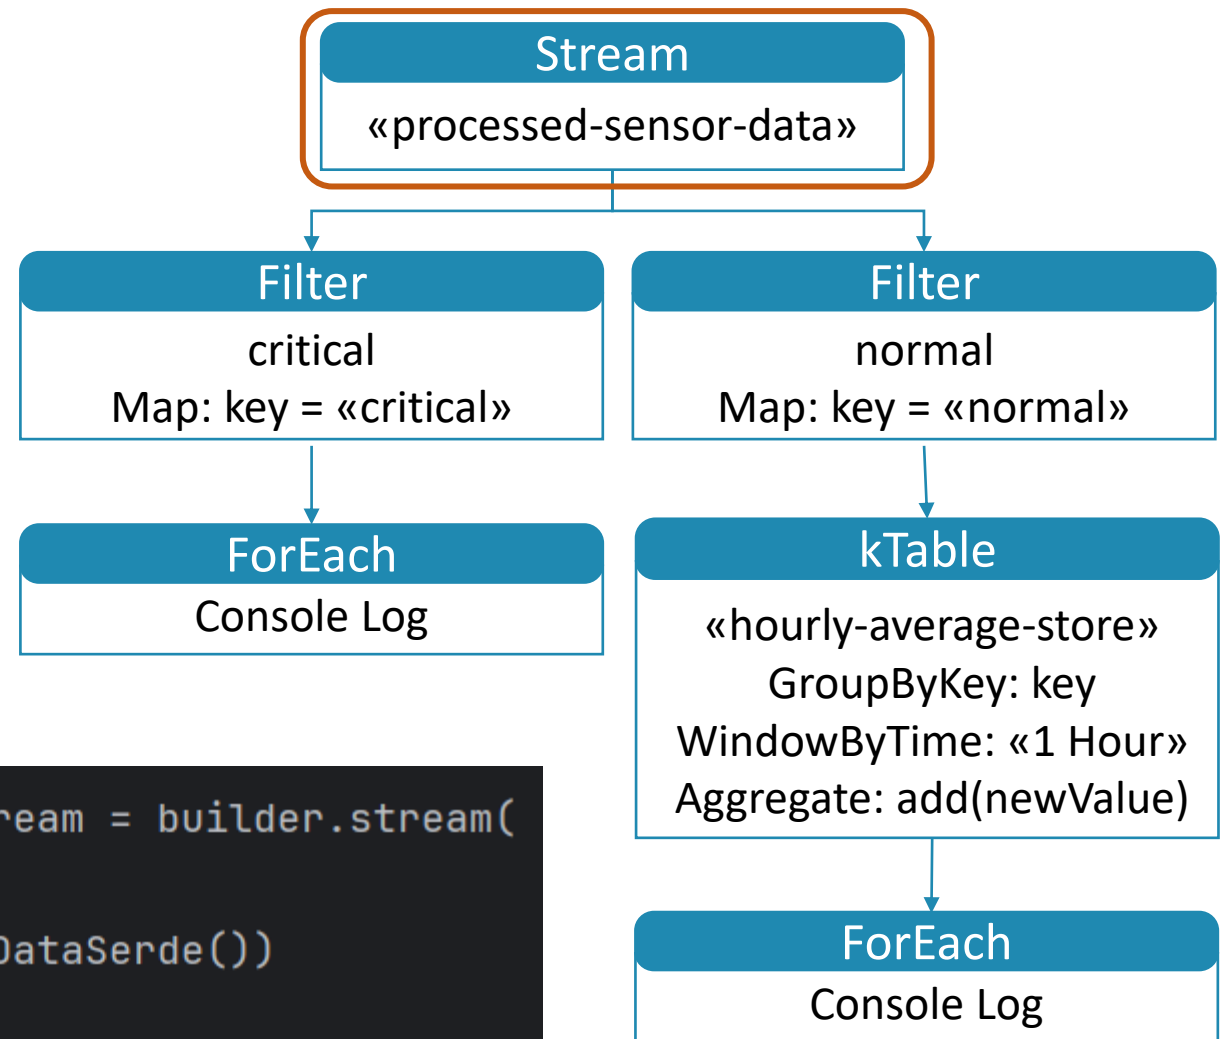 Stream
«processed-sensor-data»
Filter
critical
Map: key = «critical»
Filter
normal
Map: key = «normal»
ForEach
Console Log
kTable
«hourly-average-store»
GroupByKey: key
WindowByTime: «1 Hour»
Aggregate: add(newValue)
ForEach
Console Log
ream = builder.stream(
DataSerde())